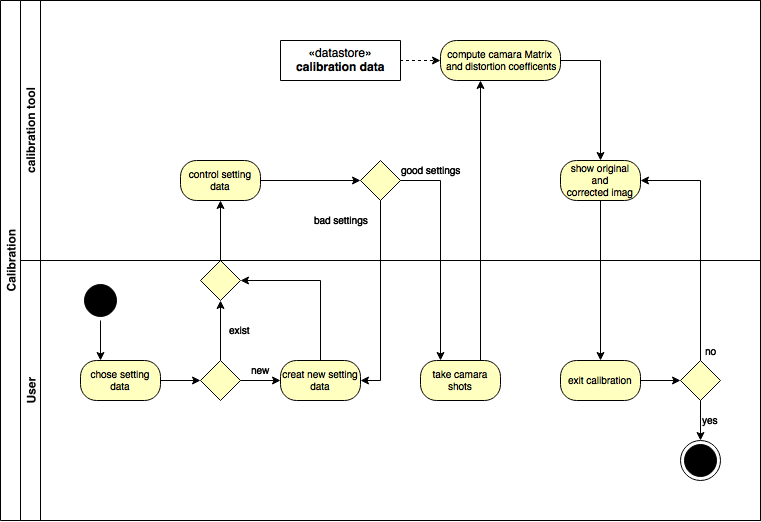 Calibration
calibration tool
«datastore»
calibration data
compute camara Matrix
and distortion coefficents
control setting
data
good settings
bad settings
show original
and
corrected imag
User
exist
new
chose setting
data
creat new setting
data
take camara
shots
exit calibration
no
yes